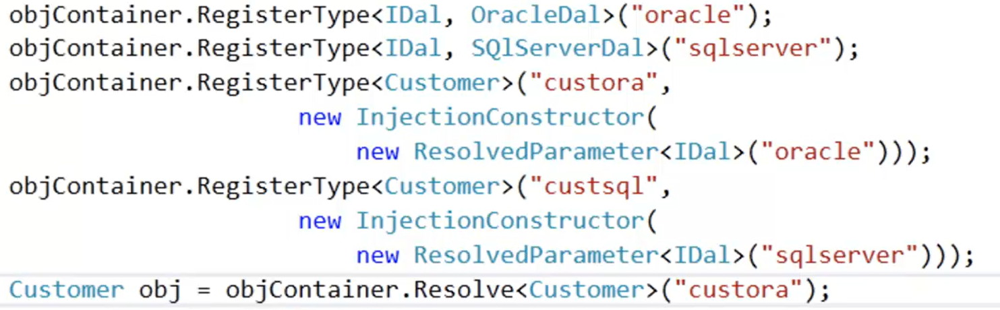 objContainer.RegisterType<IDal, OracleDal>("oracle");
objContainer.RegisterType<IDal, SQlServerDal>("sqlserver");
objContainer.RegisterType<Customer>("custora",
new InjectionConstructor(
new ResolvedParameter<IDal>("oracle")));
objContainer.RegisterType<Customer>("custsql",
new InjectionConstructor(
new ResolvedParameter<IDal>("sqlserver")));
Customer obj = objContainer.Resolve<Customer>("custora");